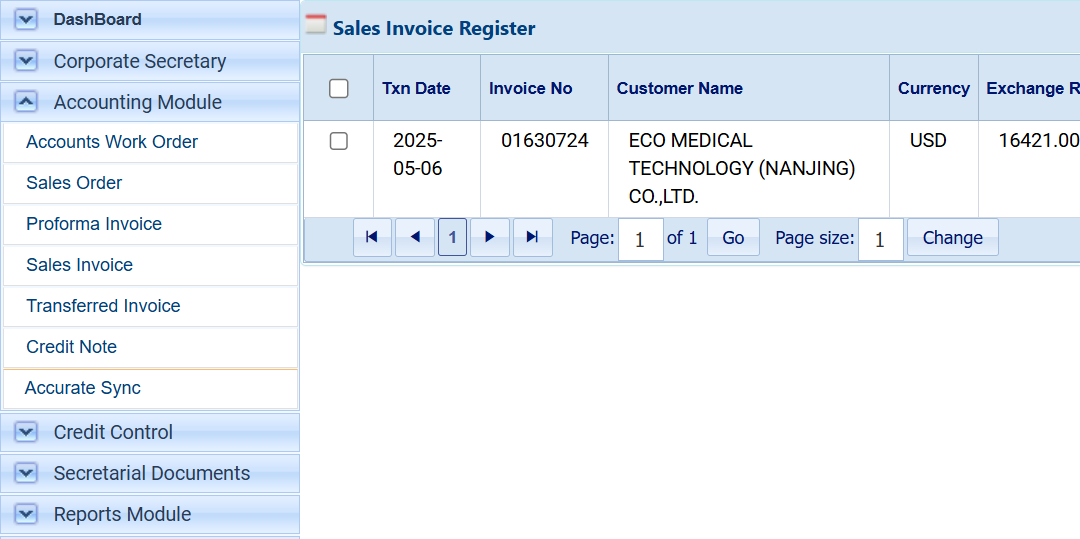 DashBoard
Corporate Secretary
Accounting Module
Accounts Work Order
Sales Order
Proforma Invoice
Sales Invoice
Transferred Invoice
Credit Note
Accurate Sync
Credit Control
Secretarial Documents
Reports Module
Sales Invoice Register
Txn Date Invoice No Customer Name Currency Exchange R
2025-
05-06
01630724
ECO MEDICAL
TECHNOLOGY (NANJING)
CO.,LTD.
USD
16421.00
1 Page: 1 of 1 Go Page size: 1 Change